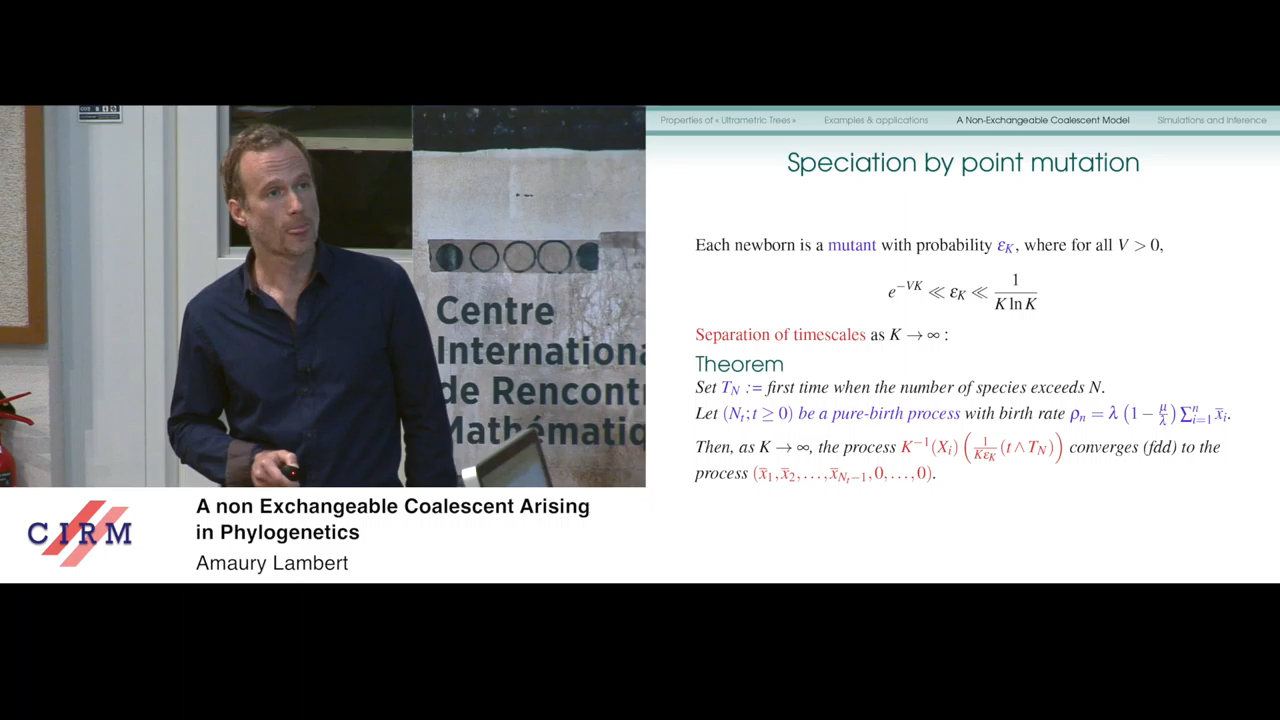 Centre
Internationa
de Rencont
Mathématiq
CIRM
A non Exchangeable Coalescent Arising
in Phylogenetics
Amaury Lambert
Properties of « Ultrametric Trees » Examples & applications A Non-Exchangeable Coalescent Model Simulations and Inference
Speciation by point mutation
Each newborn is a mutant with probability ε_K, where for all V > 0,
e^{−VK} ≪ ε_K ≪ \frac{1}{K ln K}
Separation of timescales as K → ∞ :
Theorem
Set T_N := first time when the number of species exceeds N.
Let (N_t; t ≥ 0) be a pure-birth process with birth rate ρ_n = λ (1 − \frac{μ}{λ}) ∑_{i=1}^{n} x̄_i.
Then, as K → ∞, the process K^{−1}(X_i) (\frac{1}{Kε_K}(t ∧ T_N)) converges (fdd) to the
process (x̄_1, x̄_2, . . . , x̄_{N_t−1}, 0, . . . , 0).